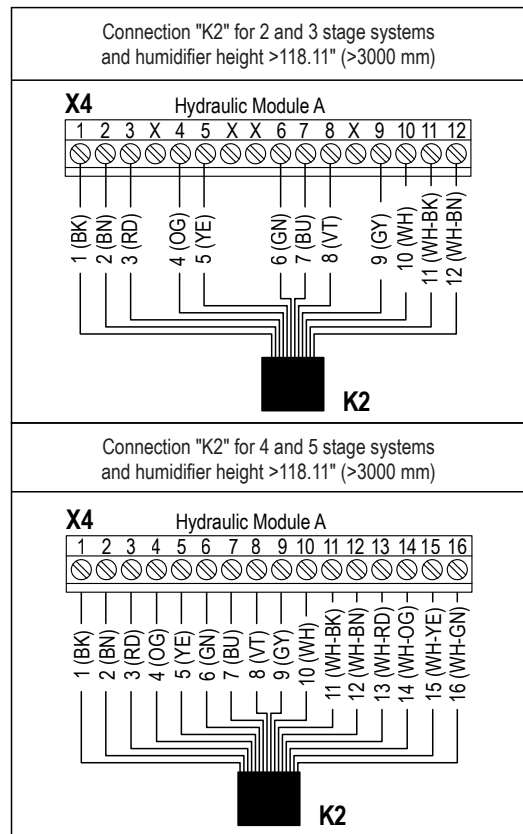 Connection "K2" for 2 and 3 stage systems
and humidifier height >118.11" (>3000 mm)
X4
Hydraulic Module A
1 2 3 X 4 5 X X 6 7 8 X 9 10 11 12
1 (BK)
2 (BN)
3 (RD)
4 (OG)
5 (YE)
6 (GN)
7 (BU)
8 (VT)
9 (GY)
10 (WH)
11 (WH-BK)
12 (WH-BN)
K2
Connection "K2" for 4 and 5 stage systems
and humidifier height >118.11" (>3000 mm)
X4
Hydraulic Module A
1 2 3 4 5 6 7 8 9 10 11 12 13 14 15 16
1 (BK)
2 (BN)
3 (RD)
4 (OG)
5 (YE)
6 (GN)
7 (BU)
8 (VT)
9 (GY)
10 (WH)
11 (WH-BK)
12 (WH-BN)
13 (WH-RD)
14 (WH-OG)
15 (WH-YE)
16 (WH-GN)
K2